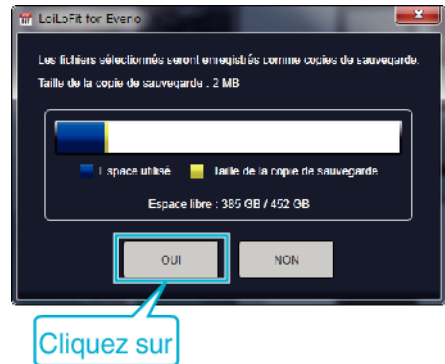 LoiLoFit for Everio
Les fichiers sélectionnés seront enregistrés comme copies de sauvegarde.
Taille de la copie de sauvegarde : 2 MB
Espace utilisé Taille de la copie de sauvegarde
Espace libre : 385 GB / 452 GB
OUI NON
Cliquez sur